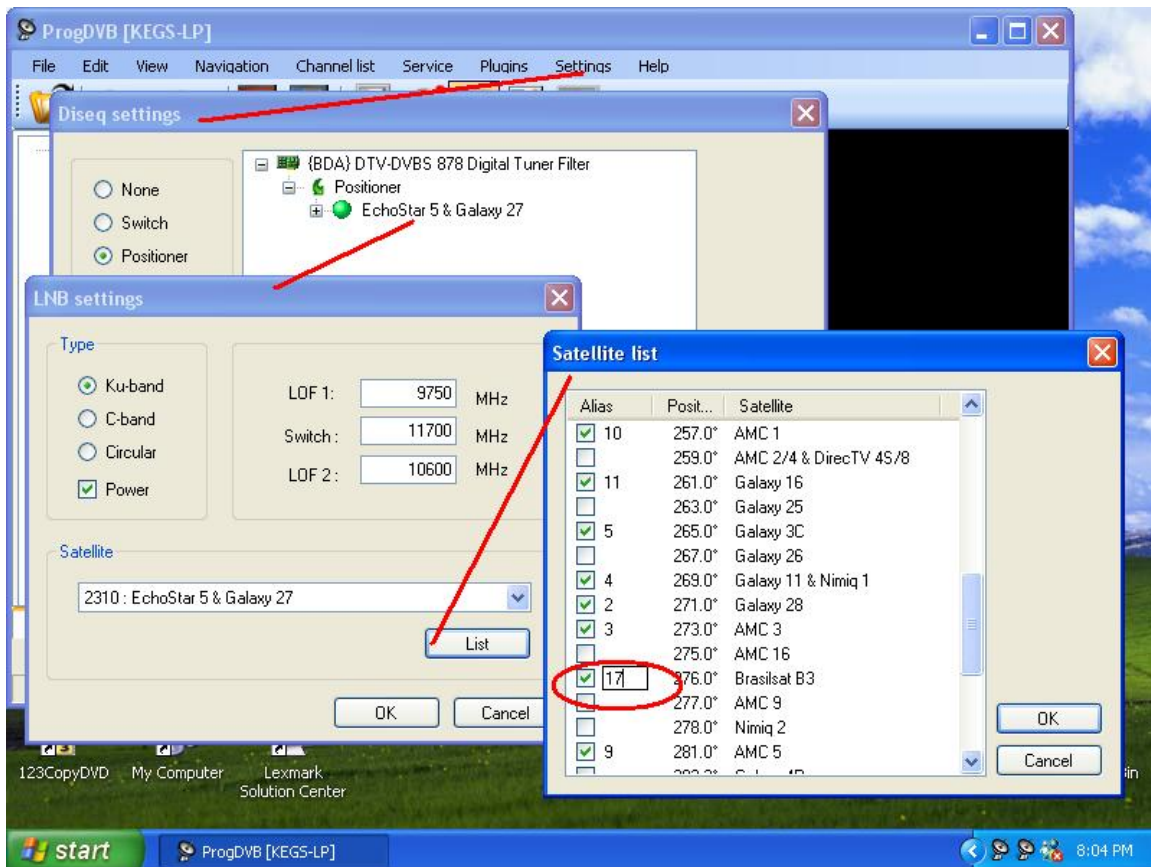 ProgDVB [KEGS-LP]
File Edit View Navigation Channel list Service Plugins Settings Help
Diseq settings
None
Switch
Positioner
{BDA} DTV-DVBS 878 Digital Tuner Filter
Positioner
EchoStar 5 & Galaxy 27
LNB settings
Type
Ku-band
C-band
Circular
Power
LOF 1: 9750 MHz
Switch : 11700 MHz
LOF 2 : 10600 MHz
Satellite
2310 : EchoStar 5 & Galaxy 27
List
OK Cancel
Satellite list
Alias Posit... Satellite
10 257.0° AMC 1
259.0° AMC 2/4 & DirecTV 4S/8
11 261.0° Galaxy 16
263.0° Galaxy 25
5 265.0° Galaxy 3C
267.0° Galaxy 26
4 269.0° Galaxy 11 & Nimiq 1
2 271.0° Galaxy 28
3 273.0° AMC 3
275.0° AMC 16
17 276.0° Brasilsat B3
277.0° AMC 9
278.0° Nimiq 2
9 281.0° AMC 5
OK
Cancel
123CopyDVD My Computer Lexmark
Solution Center
start ProgDVB [KEGS-LP] 8:04 PM